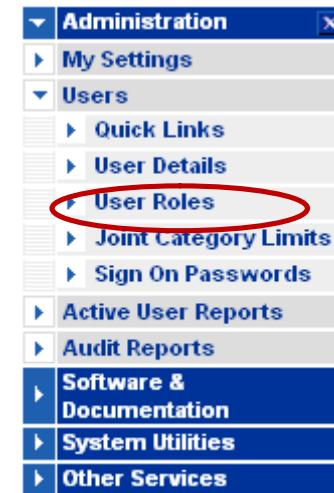 Administration
My Settings
Users
Quick Links
User Details
User Roles
Joint Category Limits
Sign On Passwords
Active User Reports
Audit Reports
Software &
Documentation
System Utilities
Other Services